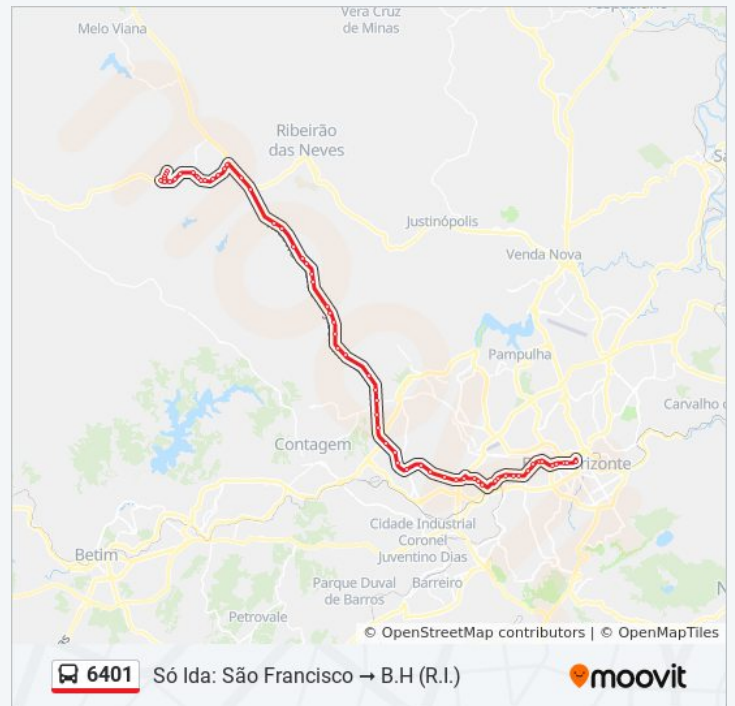 Vera Cruz
de Minas
Melo Viana
Ribeirão
das Neves
Justinópolis
Venda Nova
Pampulha
Carvalho
Contagem
rizonte
Cidade Industrial
Coronel
Juventino Dias
Betim
Parque Duval
de Barros
Barreiro
Petrovale
© OpenStreetMap contributors | © OpenMapTiles
6401 Só Ida: São Francisco → B.H (R.I.)
moovit